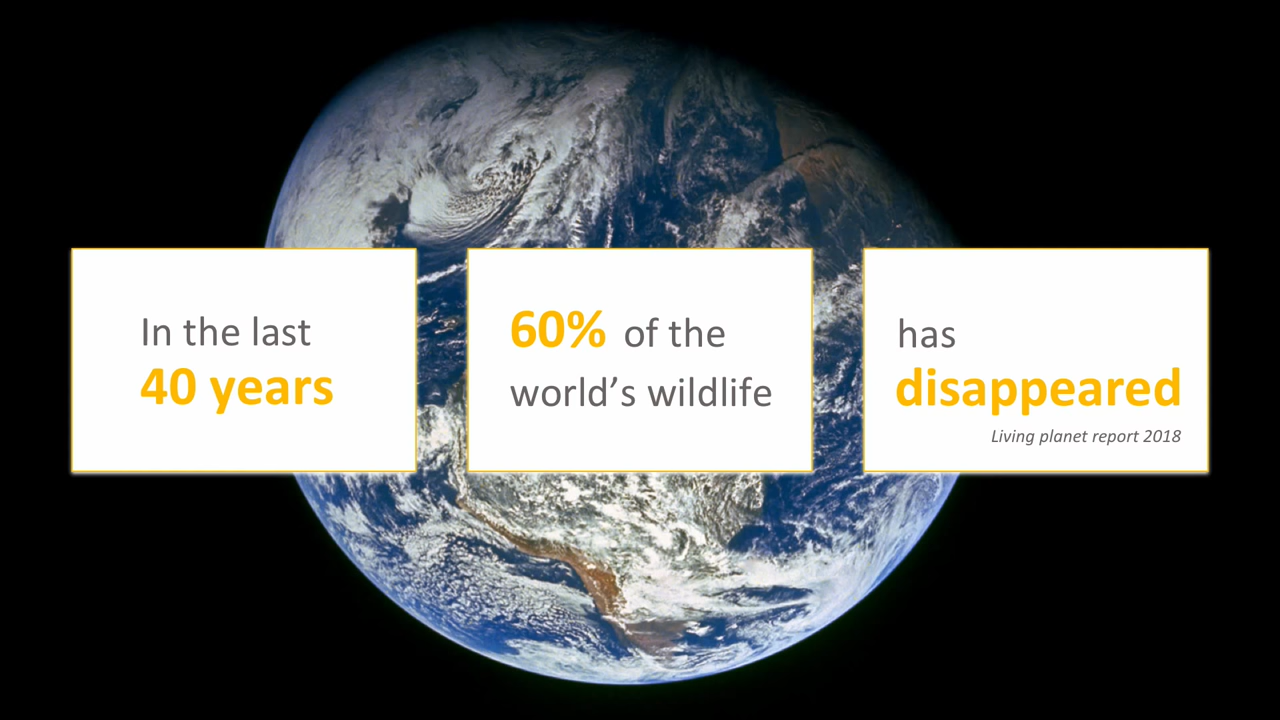 In the last
40 years
60% of the
world’s wildlife
has
disappeared
Living planet report 2018